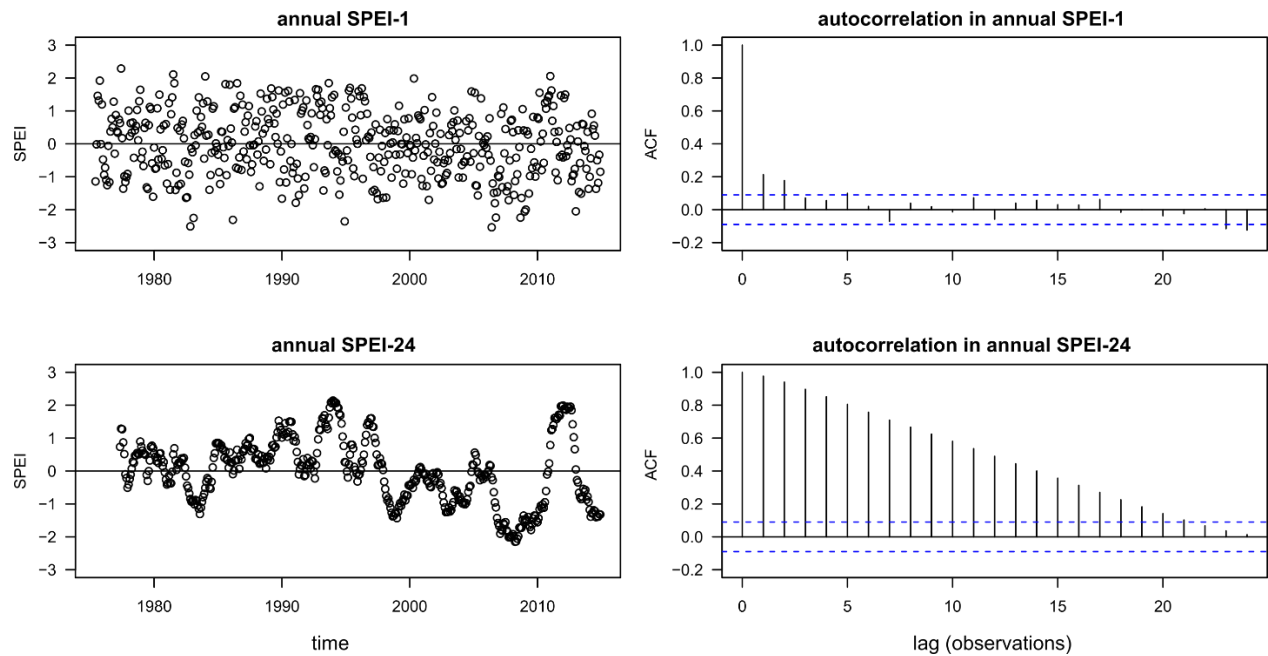 annual SPEI-1
SPEI
3
2
1
0
−1
−2
−3
1980 1990 2000 2010
autocorrelation in annual SPEI-1
ACF
1.0
0.8
0.6
0.4
0.2
0.0
−0.2
0 5 10 15 20
annual SPEI-24
SPEI
3
2
1
0
−1
−2
−3
1980 1990 2000 2010
time
autocorrelation in annual SPEI-24
ACF
1.0
0.8
0.6
0.4
0.2
0.0
−0.2
0 5 10 15 20
lag (observations)